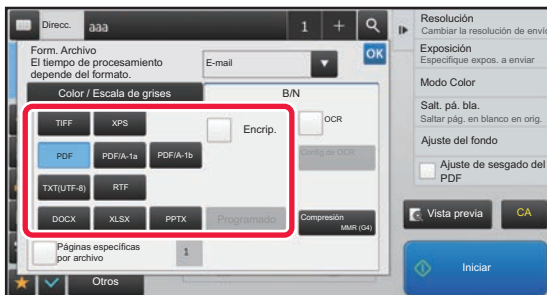 Direcc.
aaa
1
Form. Archivo
El tiempo de procesamiento
depende del formato.
E-mail
OK
Color / Escala de grises
B/N
TIFF
XPS
Encrip.
OCR
PDF
PDF/A-1a
PDF/A-1b
Config.de OCR
TXT(UTF-8)
RTF
DOCX
XLSX
PPTX
Programado
Compresión
MMR (G4)
Páginas específicas
por archivo
1
Otros
Resolución
Cambiar la resolución de envío
Exposición
Especifique expos. a enviar
Modo Color
Salt. pá. bla.
Saltar pág. en blanco en orig.
Ajuste del fondo
Ajuste de sesgado del
PDF
Vista previa
CA
Iniciar